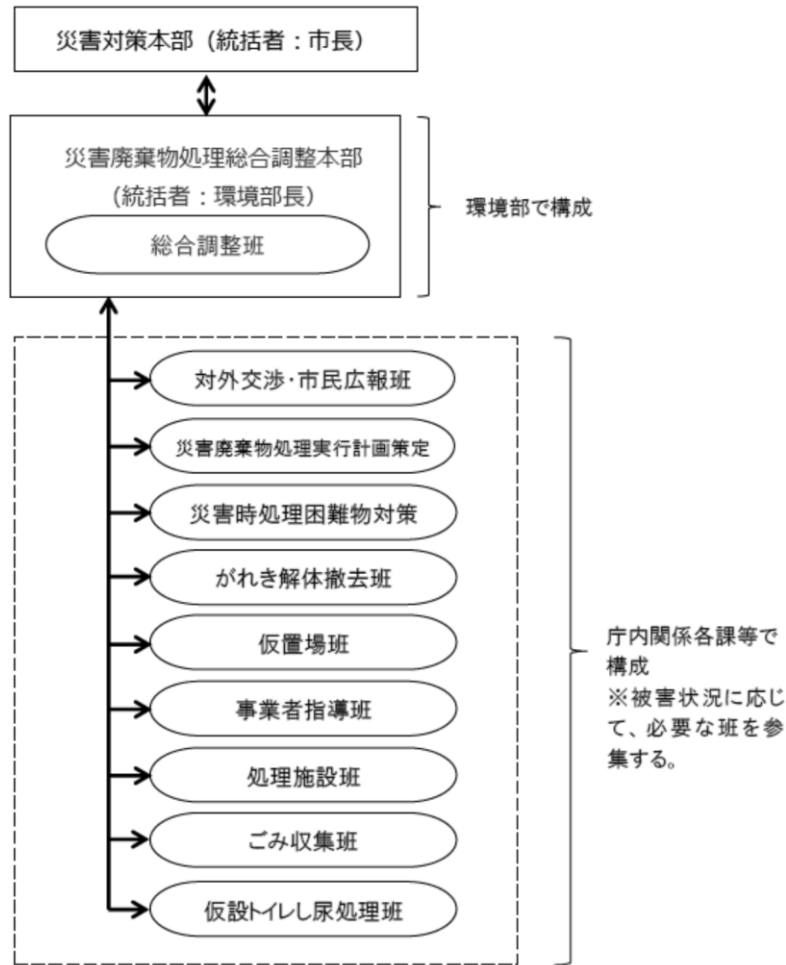 災害対策本部（統括者：市長）
災害廃棄物処理総合調整本部
（統括者：環境部長）
総合調整班
環境部で構成
対外交渉・市民広報班
災害廃棄物処理実行計画策定
災害時処理困難物対策
がれき解体撤去班
仮置場班
事業者指導班
処理施設班
ごみ収集班
仮設トイレし尿処理班
庁内関係各課等で
構成
※被害状況に応じ
て、必要な班を参
集する。